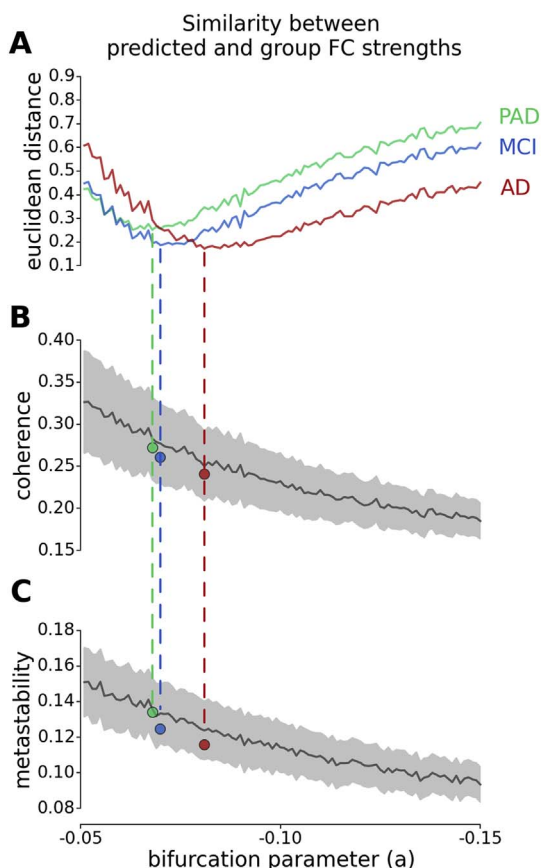 Similarity between
predicted and group FC strengths
A
euclidean distance
0.9
0.8
0.7
0.6
0.5
0.4
0.3
0.2
0.1
PAD
MCI
AD
B
coherence
0.40
0.35
0.30
0.25
0.20
0.15
C
metastability
0.18
0.16
0.14
0.12
0.10
0.08
-0.05 -0.10 -0.15
bifurcation parameter (a)